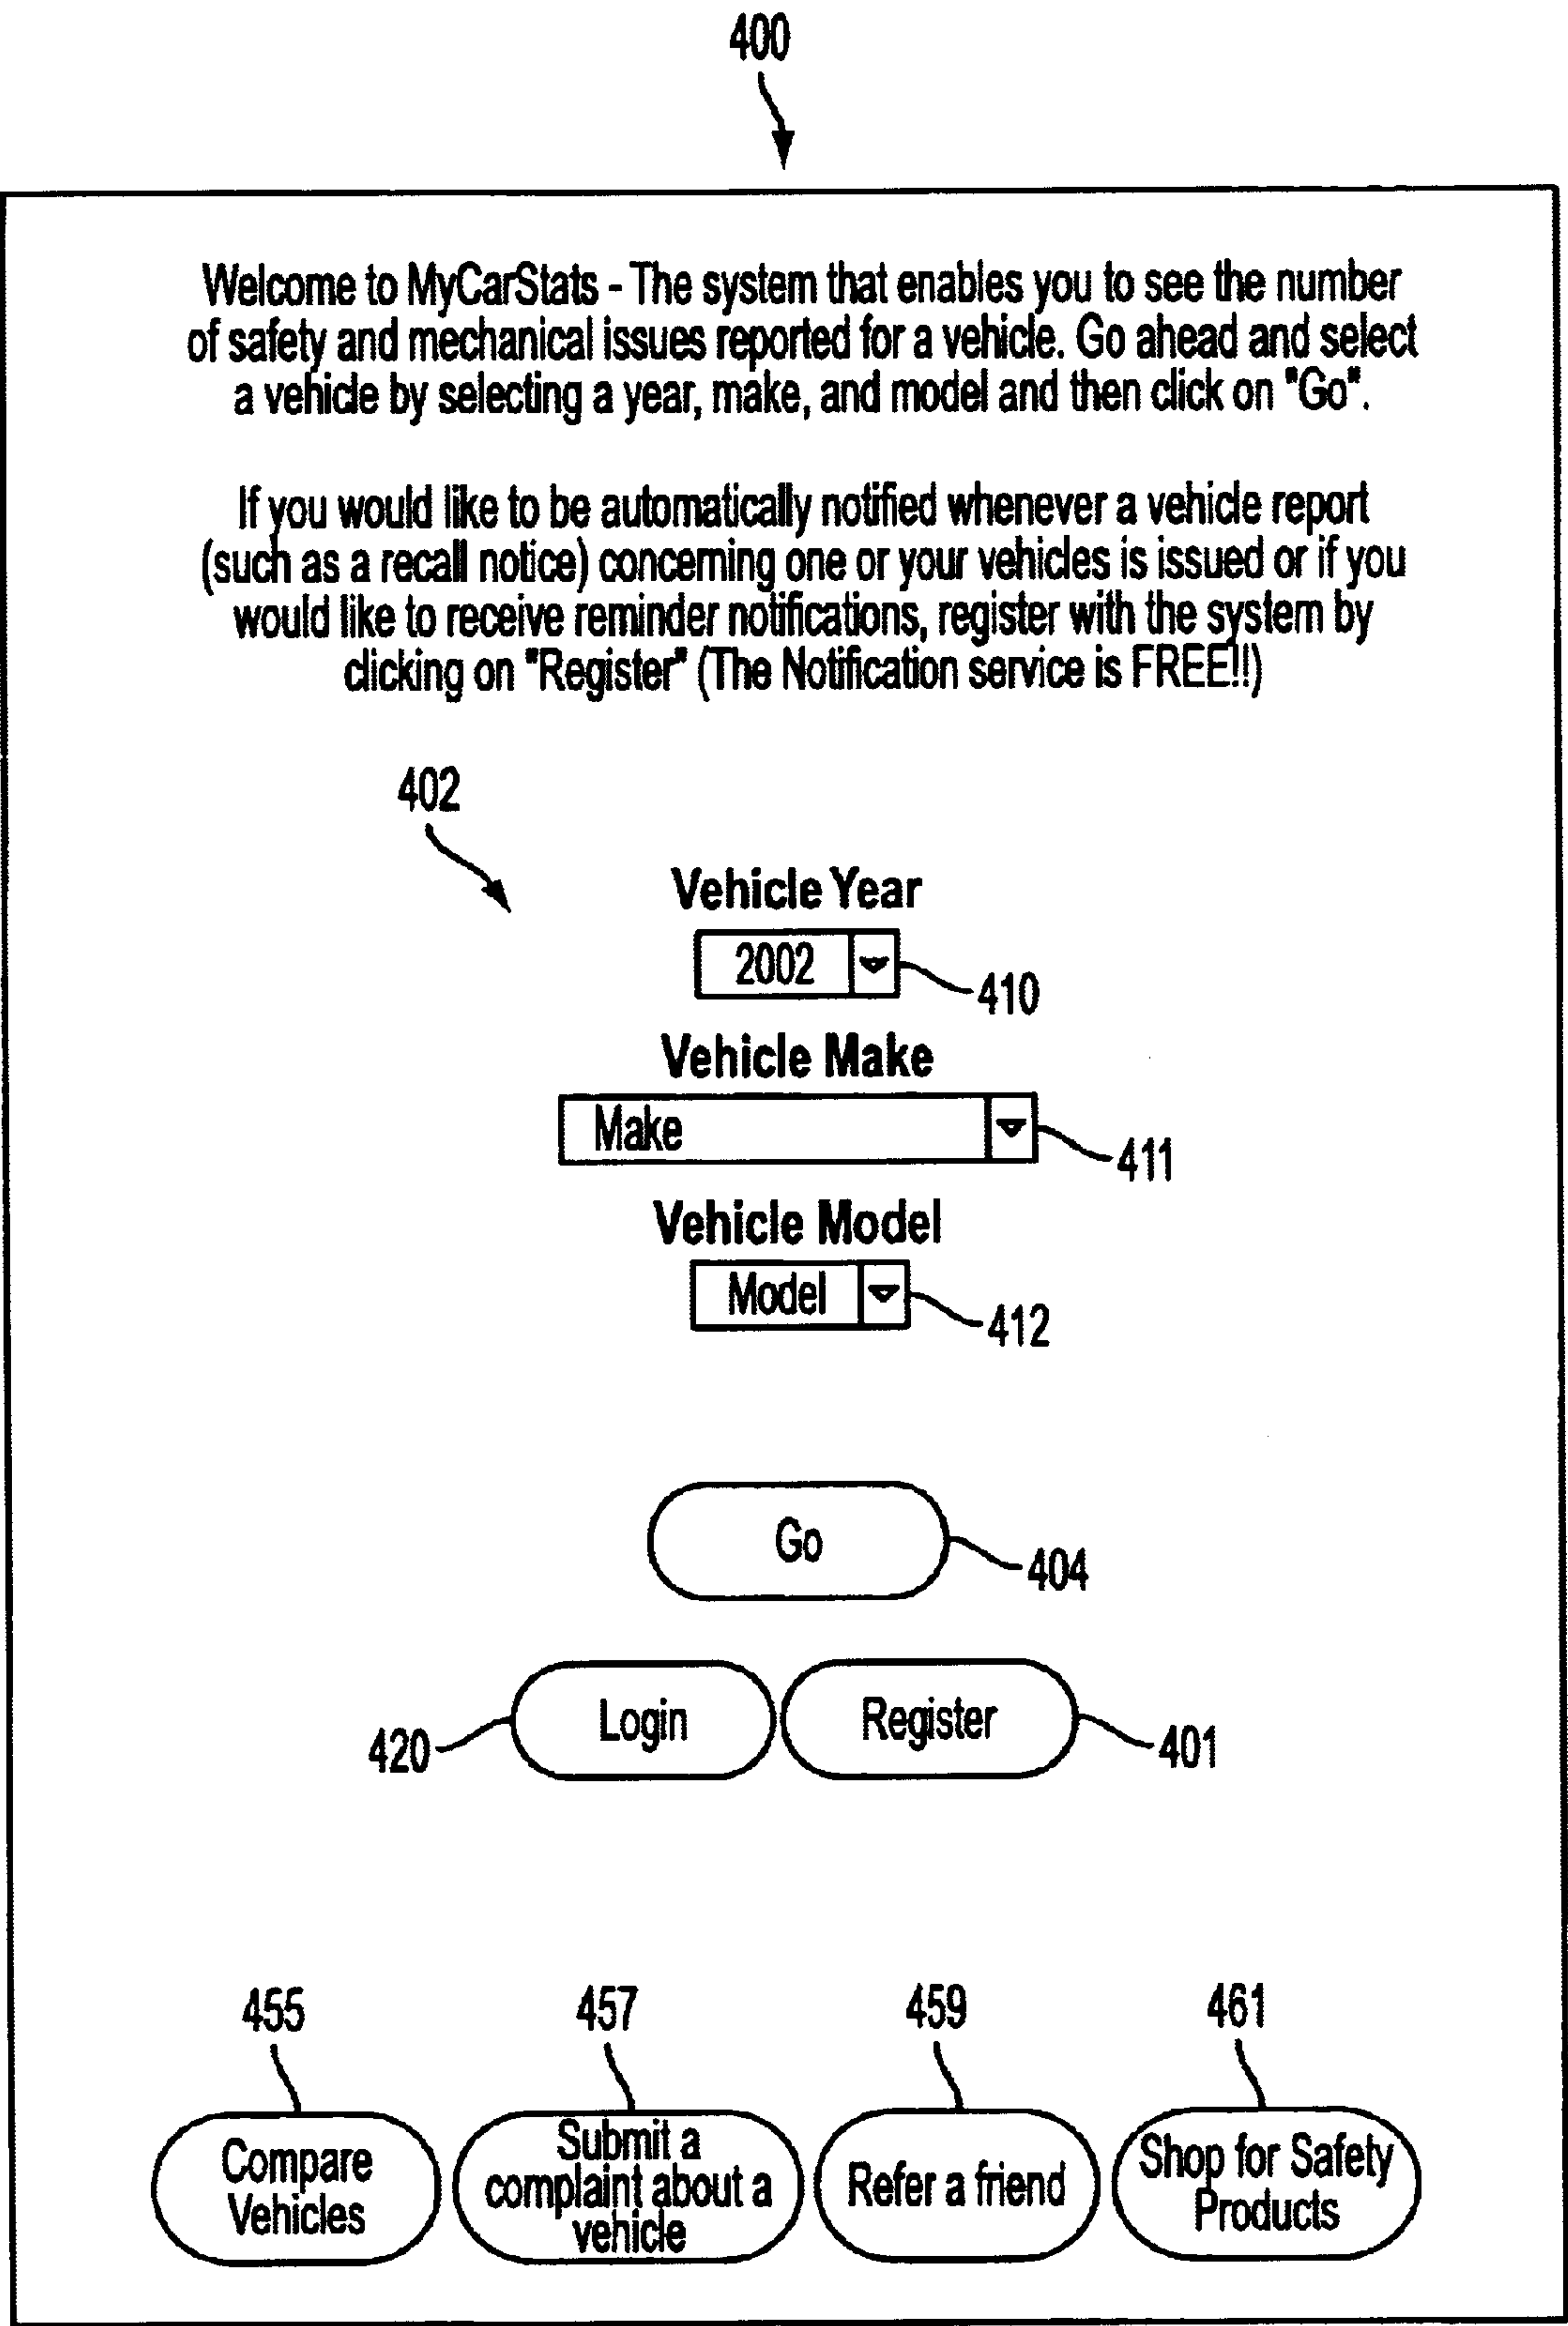 400
Welcome to MyCarStats - The system that enables you to see the number
of safety and mechanical issues reported for a vehicle. Go ahead and select
a vehicle by selecting a year, make, and model and then click on "Go".
If you would like to be automatically notified whenever a vehicle report
(such as a recall notice) concerning one or your vehicles is issued or if you
would like to receive reminder notifications, register with the system by
clicking on "Register" (The Notification service is FREE!!)
402
Vehicle Year
2002
410
Vehicle Make
Make
411
Vehicle Model
Model
412
Go
404
420
Login
Register
401
455
457
459
461
Compare
Vehicles
Submit a
complaint about a
vehicle
Refer a friend
Shop for Safety
Products